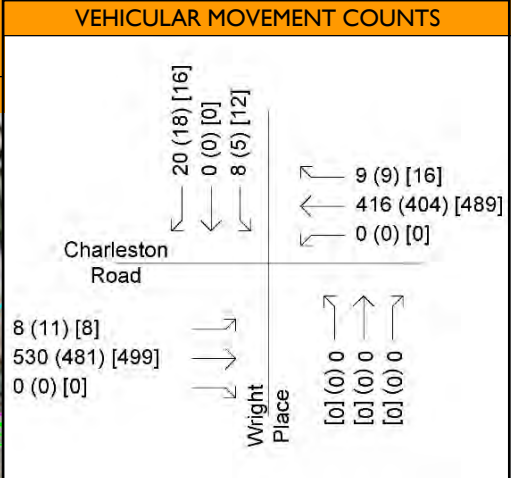 VEHICULAR MOVEMENT COUNTS
20 (18) [16]
0 (0) [0]
8 (5) [12]
9 (9) [16]
416 (404) [489]
0 (0) [0]
Charleston
Road
8 (11) [8]
530 (481) [499]
0 (0) [0]
Wright
Place
[0] (0) 0
[0] (0) 0
[0] (0) 0